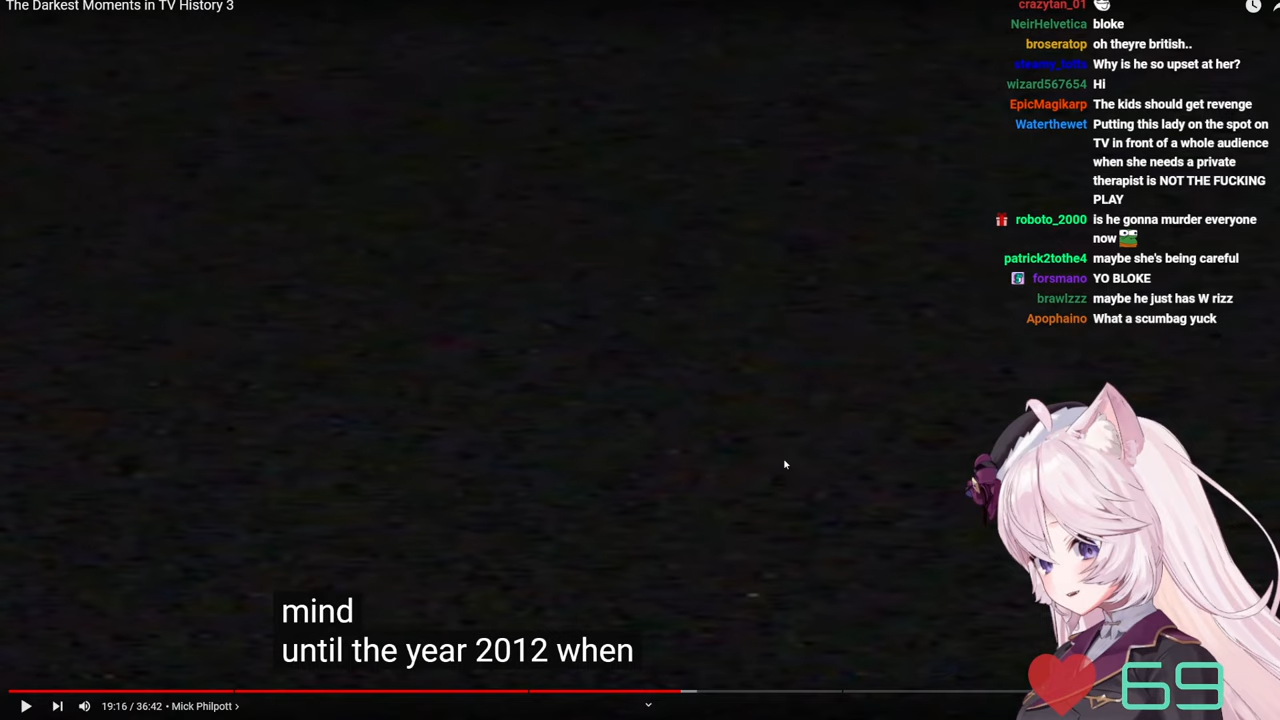 The Darkest Moments in TV History 3
crazytan_01
NeirHelvetica bloke
broseratop oh theyre british..
steamy_tofts Why is he so upset at her?
wizard567654 Hi
EpicMagikarp The kids should get revenge
Waterthewet Putting this lady on the spot on
TV in front of a whole audience
when she needs a private
therapist is NOT THE FUCKING
PLAY
roboto_2000 is he gonna murder everyone
now
patrick2tothe4 maybe she's being careful
forsmano YO BLOKE
brawlzzz maybe he just has W rizz
Apophaino What a scumbag yuck
mind
until the year 2012 when
69
19:16 / 36:42 • Mick Philpott ›